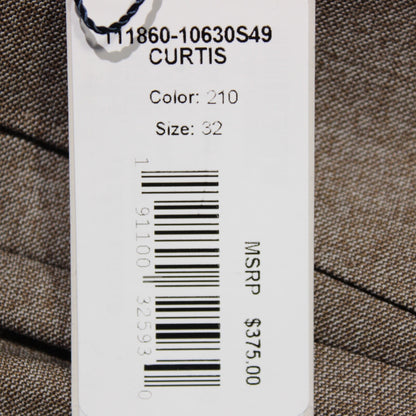 111860-10630S49
CURTIS
Color: 210
Size: 32
1 91100 32593 0
MSRP $375.00